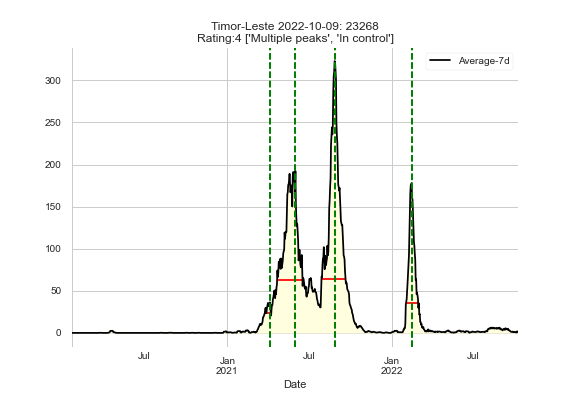 Timor-Leste 2022-10-09: 23268
Rating:4 ['Multiple peaks', 'In control']
Average-7d
300
250
200
150
100
50
0
Jul
Jan
2021
Jul
Jan
2022
Jul
Date